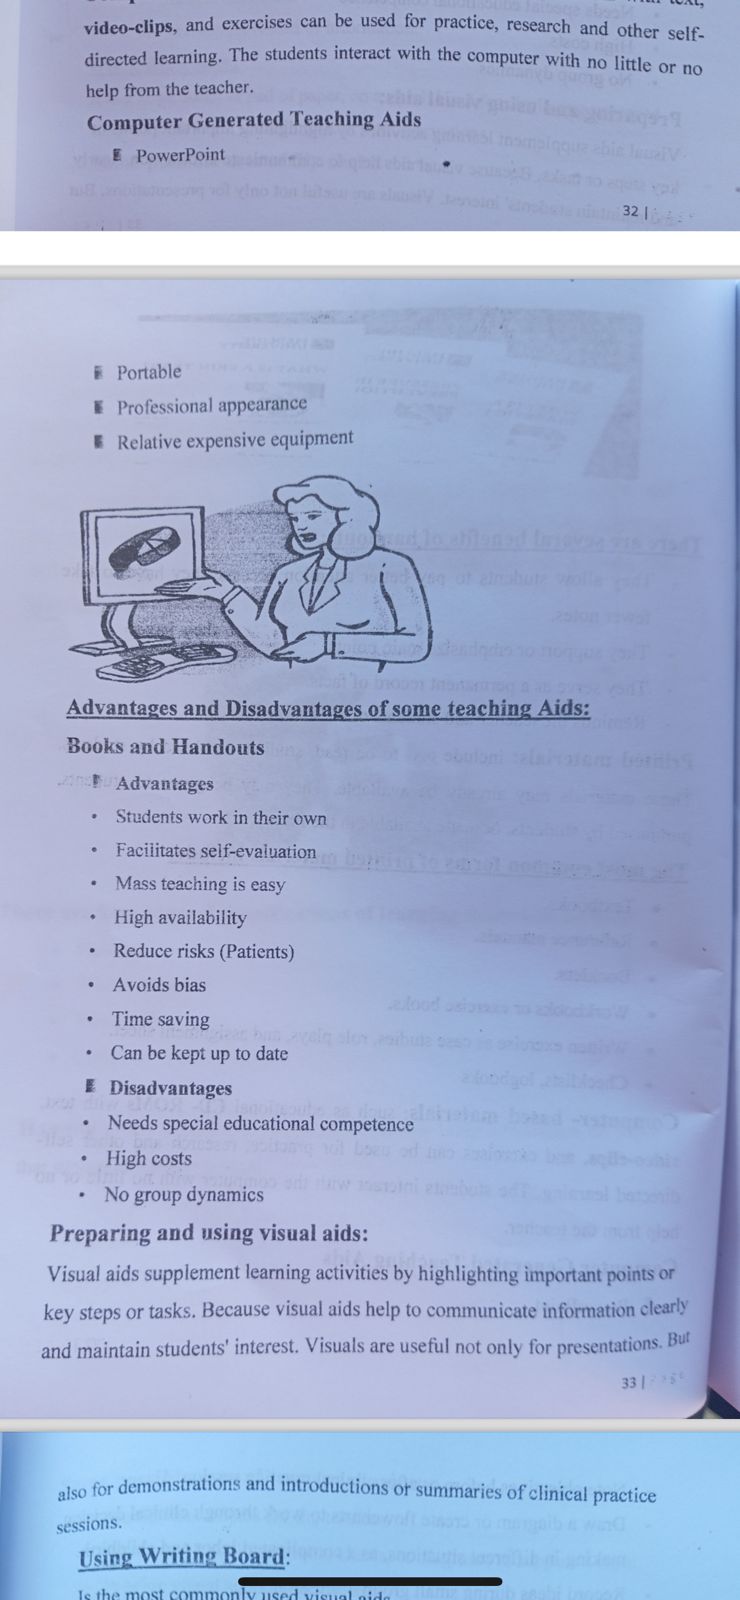 video-clips, and exercises can be used for practice, research and other self-
directed learning. The students interact with the computer with no little or no
help from the teacher.
Computer Generated Teaching Aids
PowerPoint
32 |
Portable
Professional appearance
Relative expensive equipment
Advantages and Disadvantages of some teaching Aids:
Books and Handouts
Advantages
• Students work in their own
• Facilitates self-evaluation
• Mass teaching is easy
• High availability
• Reduce risks (Patients)
• Avoids bias
• Time saving
• Can be kept up to date
Disadvantages
• Needs special educational competence
• High costs
• No group dynamics
Preparing and using visual aids:
Visual aids supplement learning activities by highlighting important points or
key steps or tasks. Because visual aids help to communicate information clearly
and maintain students' interest. Visuals are useful not only for presentations. But
33 |
also for demonstrations and introductions or summaries of clinical practice
sessions.
Using Writing Board:
Is the most commonly used visual aids